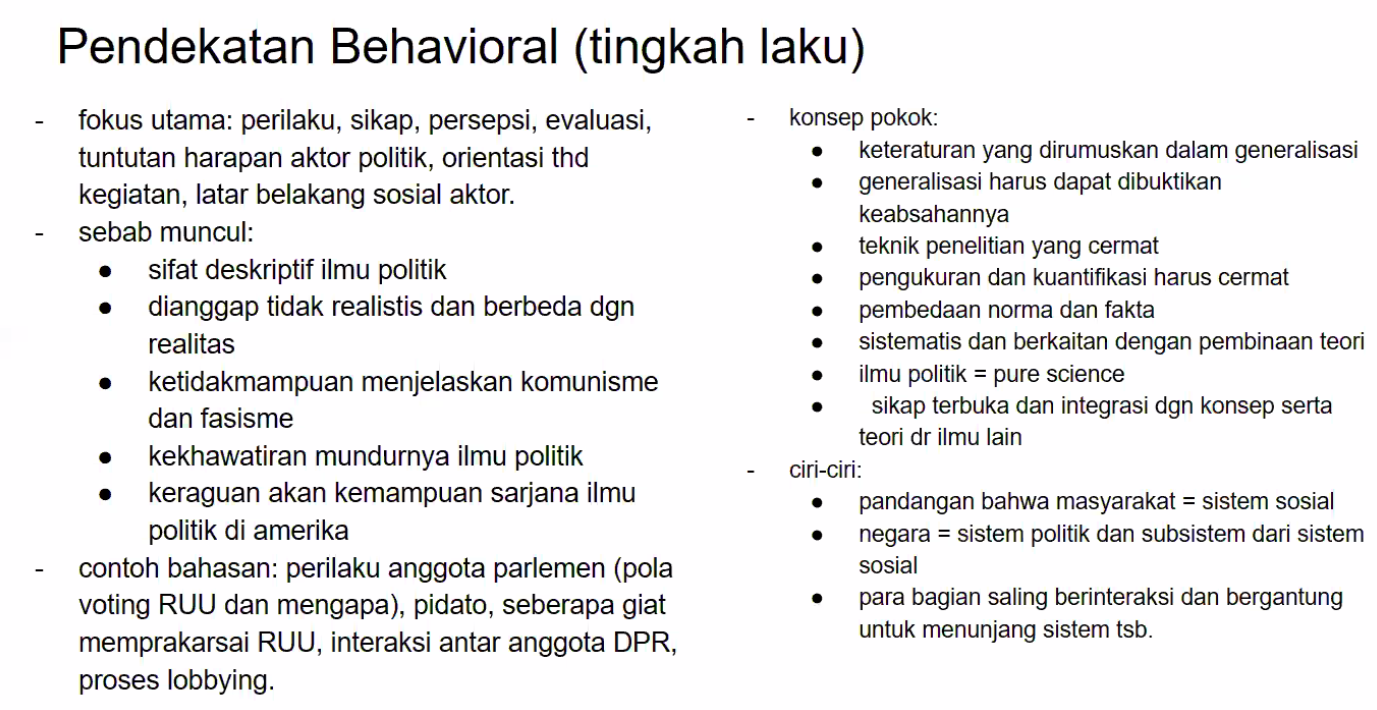 Pendekatan Behavioral (tingkah laku)
- fokus utama: perilaku, sikap, persepsi, evaluasi,
tuntutan harapan aktor politik, orientasi thd
kegiatan, latar belakang sosial aktor.
- sebab muncul:
● sifat deskriptif ilmu politik
● dianggap tidak realistis dan berbeda dgn
realitas
● ketidakmampuan menjelaskan komunisme
dan fasisme
● kekhawatiran mundurnya ilmu politik
● keraguan akan kemampuan sarjana ilmu
politik di amerika
- contoh bahasan: perilaku anggota parlemen (pola
voting RUU dan mengapa), pidato, seberapa giat
memprakarsai RUU, interaksi antar anggota DPR,
proses lobbying.
- konsep pokok:
● keteraturan yang dirumuskan dalam generalisasi
● generalisasi harus dapat dibuktikan
keabsahannya
● teknik penelitian yang cermat
● pengukuran dan kuantifikasi harus cermat
● pembedaan norma dan fakta
● sistematis dan berkaitan dengan pembinaan teori
● ilmu politik = pure science
● sikap terbuka dan integrasi dgn konsep serta
teori dr ilmu lain
- ciri-ciri:
● pandangan bahwa masyarakat = sistem sosial
● negara = sistem politik dan subsistem dari sistem
sosial
● para bagian saling berinteraksi dan bergantung
untuk menunjang sistem tsb.